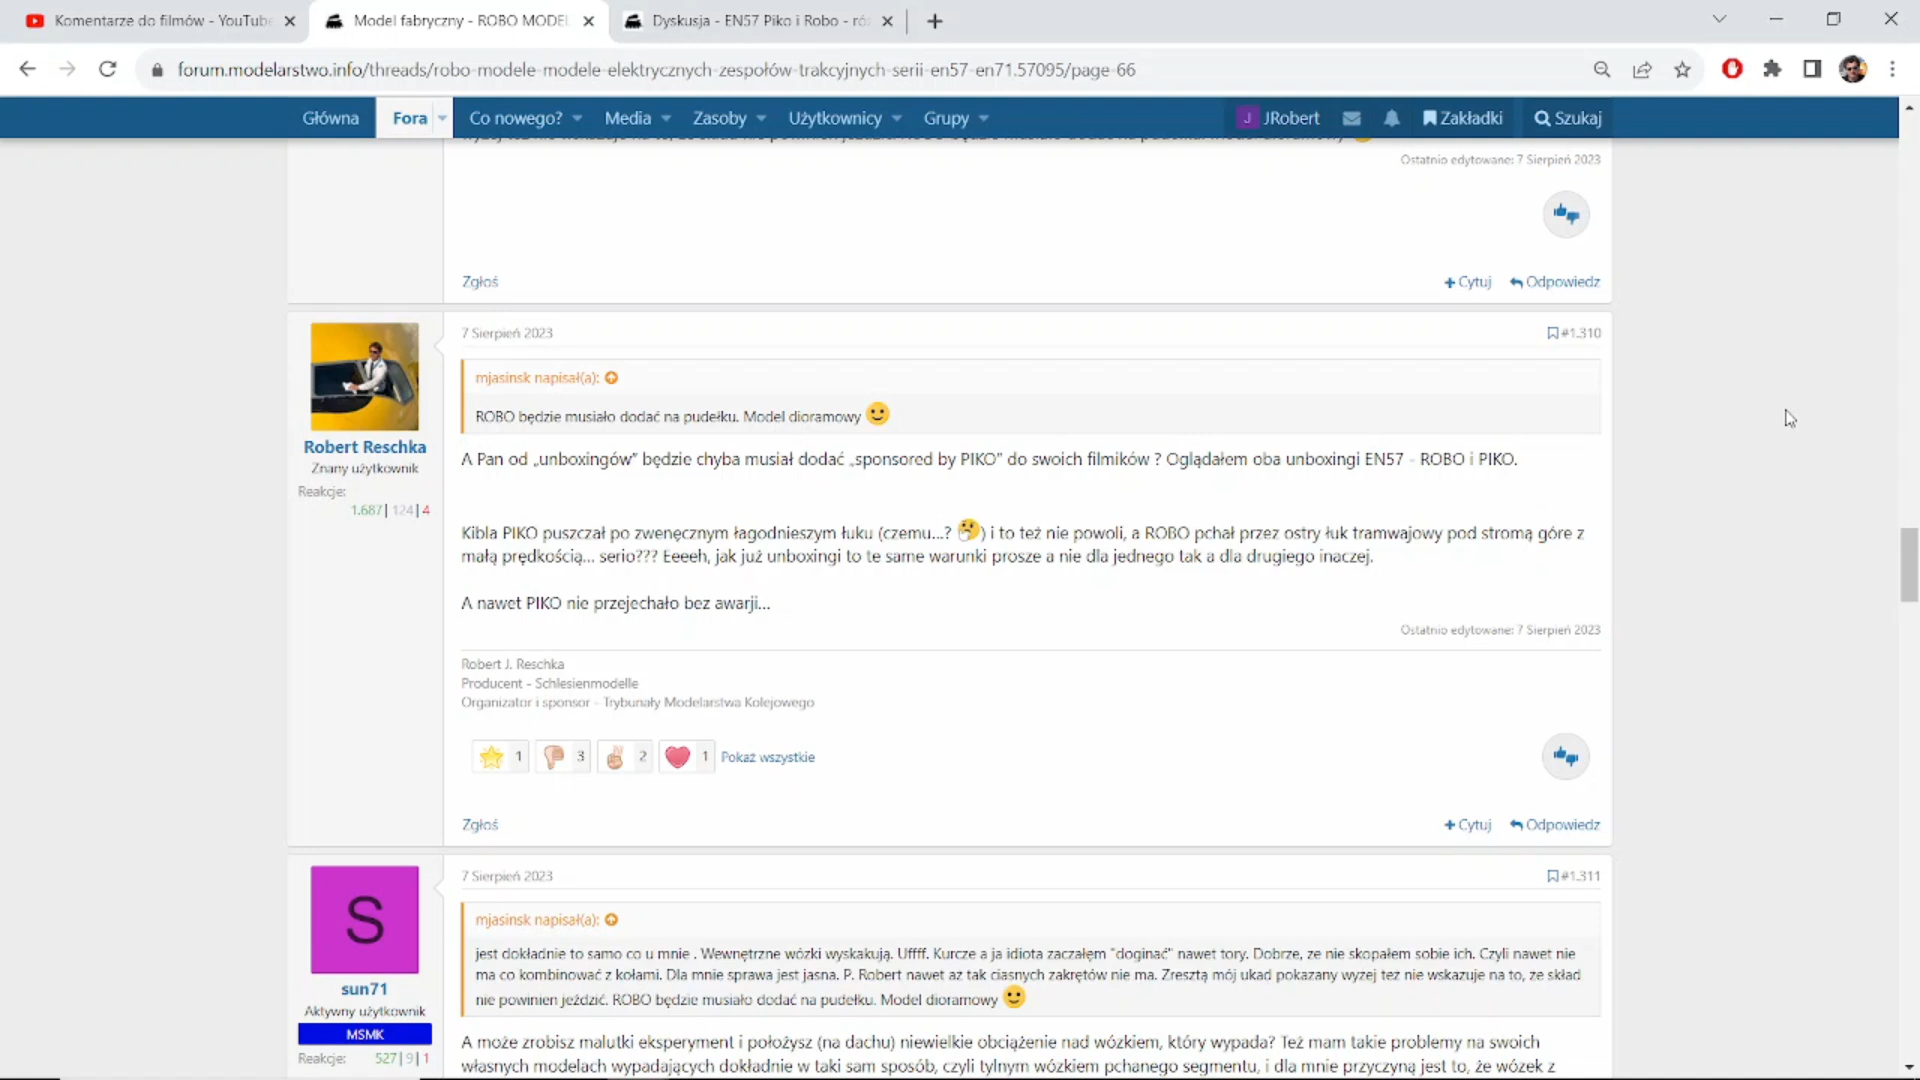 Komentarze do filmów - YouTube
Model fabryczny - ROBO MODEL
Dyskusja - EN57 Piko i Robo - ró
forum.modelarstwo.info/threads/robo-modele-modele-elektrycznych-zespołów-trakcyjnych-serii-en57-en71.57095/page-66
Główna Fora Co nowego? Media Zasoby Użytkownicy Grupy J JRobert Zakładki Szukaj
Ostatnio edytowane: 7 Sierpień 2023
Zgłoś Cytuj Odpowiedz
7 Sierpień 2023 #1.310
mjasinsk napisał(a):
ROBO będzie musiało dodać na pudełku. Model dioramowy
Robert Reschka
Znany użytkownik
Reakcje:
1.687| 124|4
A Pan od „unboxingów” będzie chyba musiał dodać „sponsored by PIKO” do swoich filmików ? Oglądałem oba unboxingi EN57 - ROBO i PIKO.
Kibla PIKO puszczał po zwenęcznym łagodnieszym łuku (czemu...? ) i to też nie powoli, a ROBO pchał przez ostry łuk tramwajowy pod stromą góre z
małą prędkością... serio??? Eeeeh, jak już unboxingi to te same warunki prosze a nie dla jednego tak a dla drugiego inaczej.
A nawet PIKO nie przejechało bez awarji...
Ostatnio edytowane: 7 Sierpień 2023
Robert J. Reschka
Producent - Schlesienmodelle
Organizator i sponsor - Trybunały Modelarstwa Kolejowego
1 3 2 1 Pokaż wszystkie
Zgłoś Cytuj Odpowiedz
7 Sierpień 2023 #1.311
S
sun71
Aktywny użytkownik
MSMK
Reakcje: 527|9|1
mjasinsk napisał(a):
jest dokładnie to samo co u mnie . Wewnętrzne wózki wyskakują. Uffff. Kurcze a ja idiota zacząłem "doginać" nawet tory. Dobrze, ze nie skopałem sobie ich. Czyli nawet nie
ma co kombinować z kołami. Dla mnie sprawa jest jasna. P. Robert nawet az tak ciasnych zakrętów nie ma. Zresztą mój ukad pokazany wyzej tez nie wskazuje na to, ze skład
nie powinien jeździć. ROBO będzie musiało dodać na pudełku. Model dioramowy
A może zrobisz malutki eksperyment i położysz (na dachu) niewielkie obciążenie nad wózkiem, który wypada? Też mam takie problemy na swoich
własnych modelach wypadających dokładnie w taki sam sposób, czyli tylnym wózkiem pchanego segmentu, i dla mnie przyczyną jest to, że wózek z